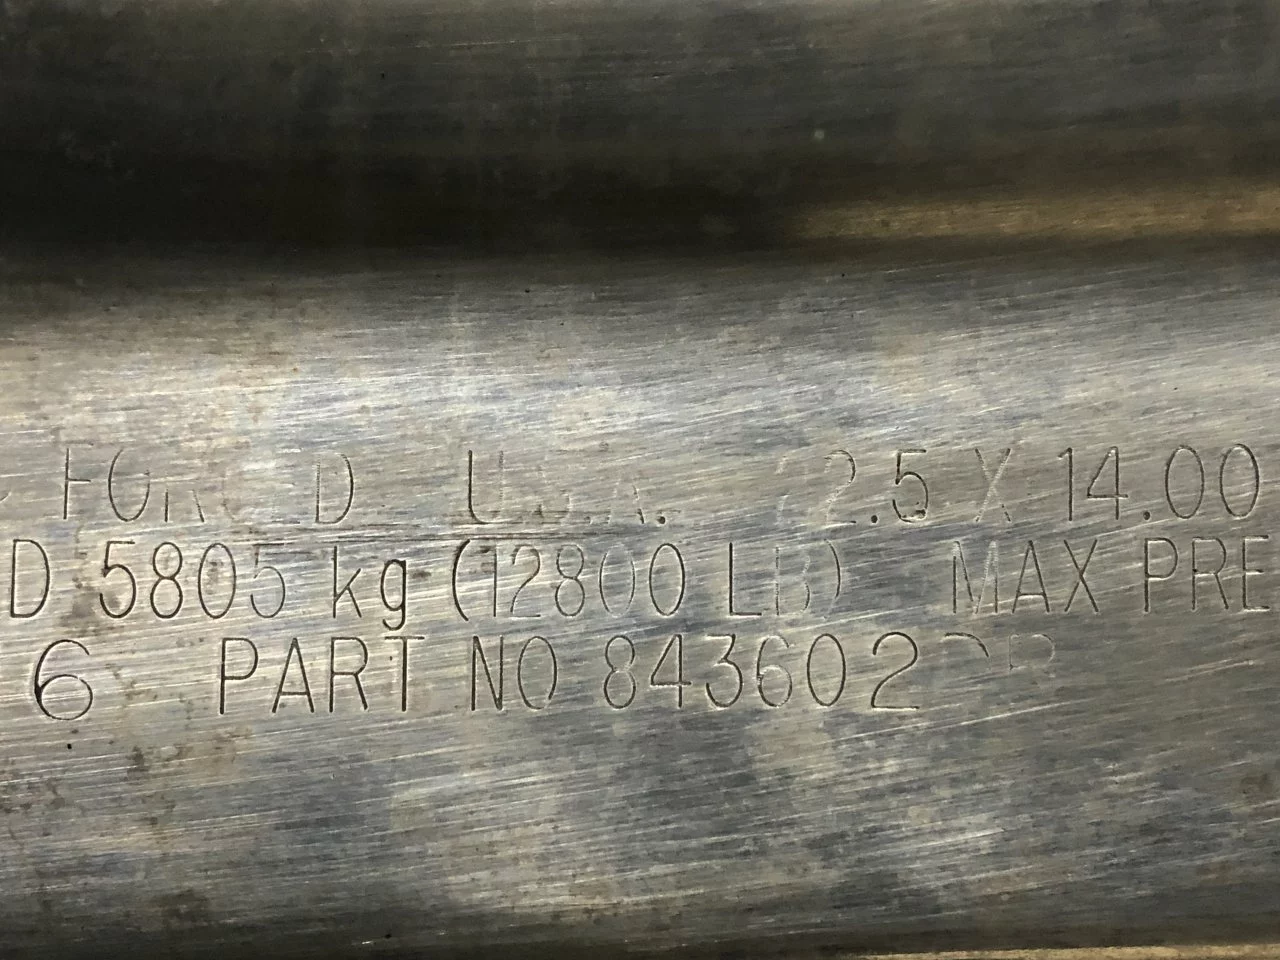 FORGED U.S.A. 22.5 X 14.00
D 5805 kg (12800 LB) MAX PRE
6 PART NO 843602